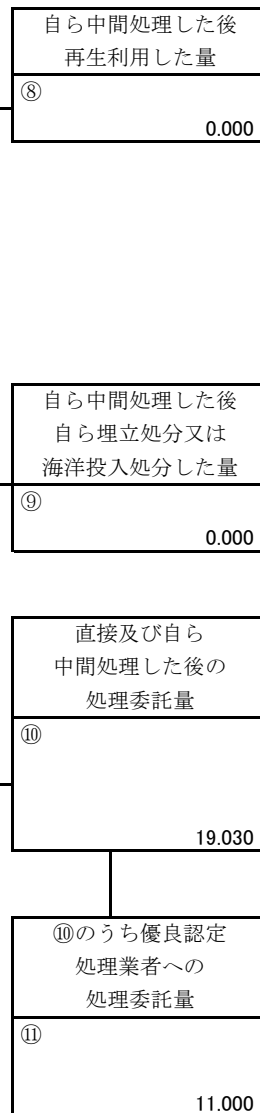 自ら中間処理した後
再生利用した量
⑧
0.000
自ら中間処理した後
自ら埋立処分又は
海洋投入処分した量
⑨
0.000
直接及び自ら
中間処理した後の
処理委託量
⑩
19.030
⑩のうち優良認定
処理業者への
処理委託量
⑪
11.000